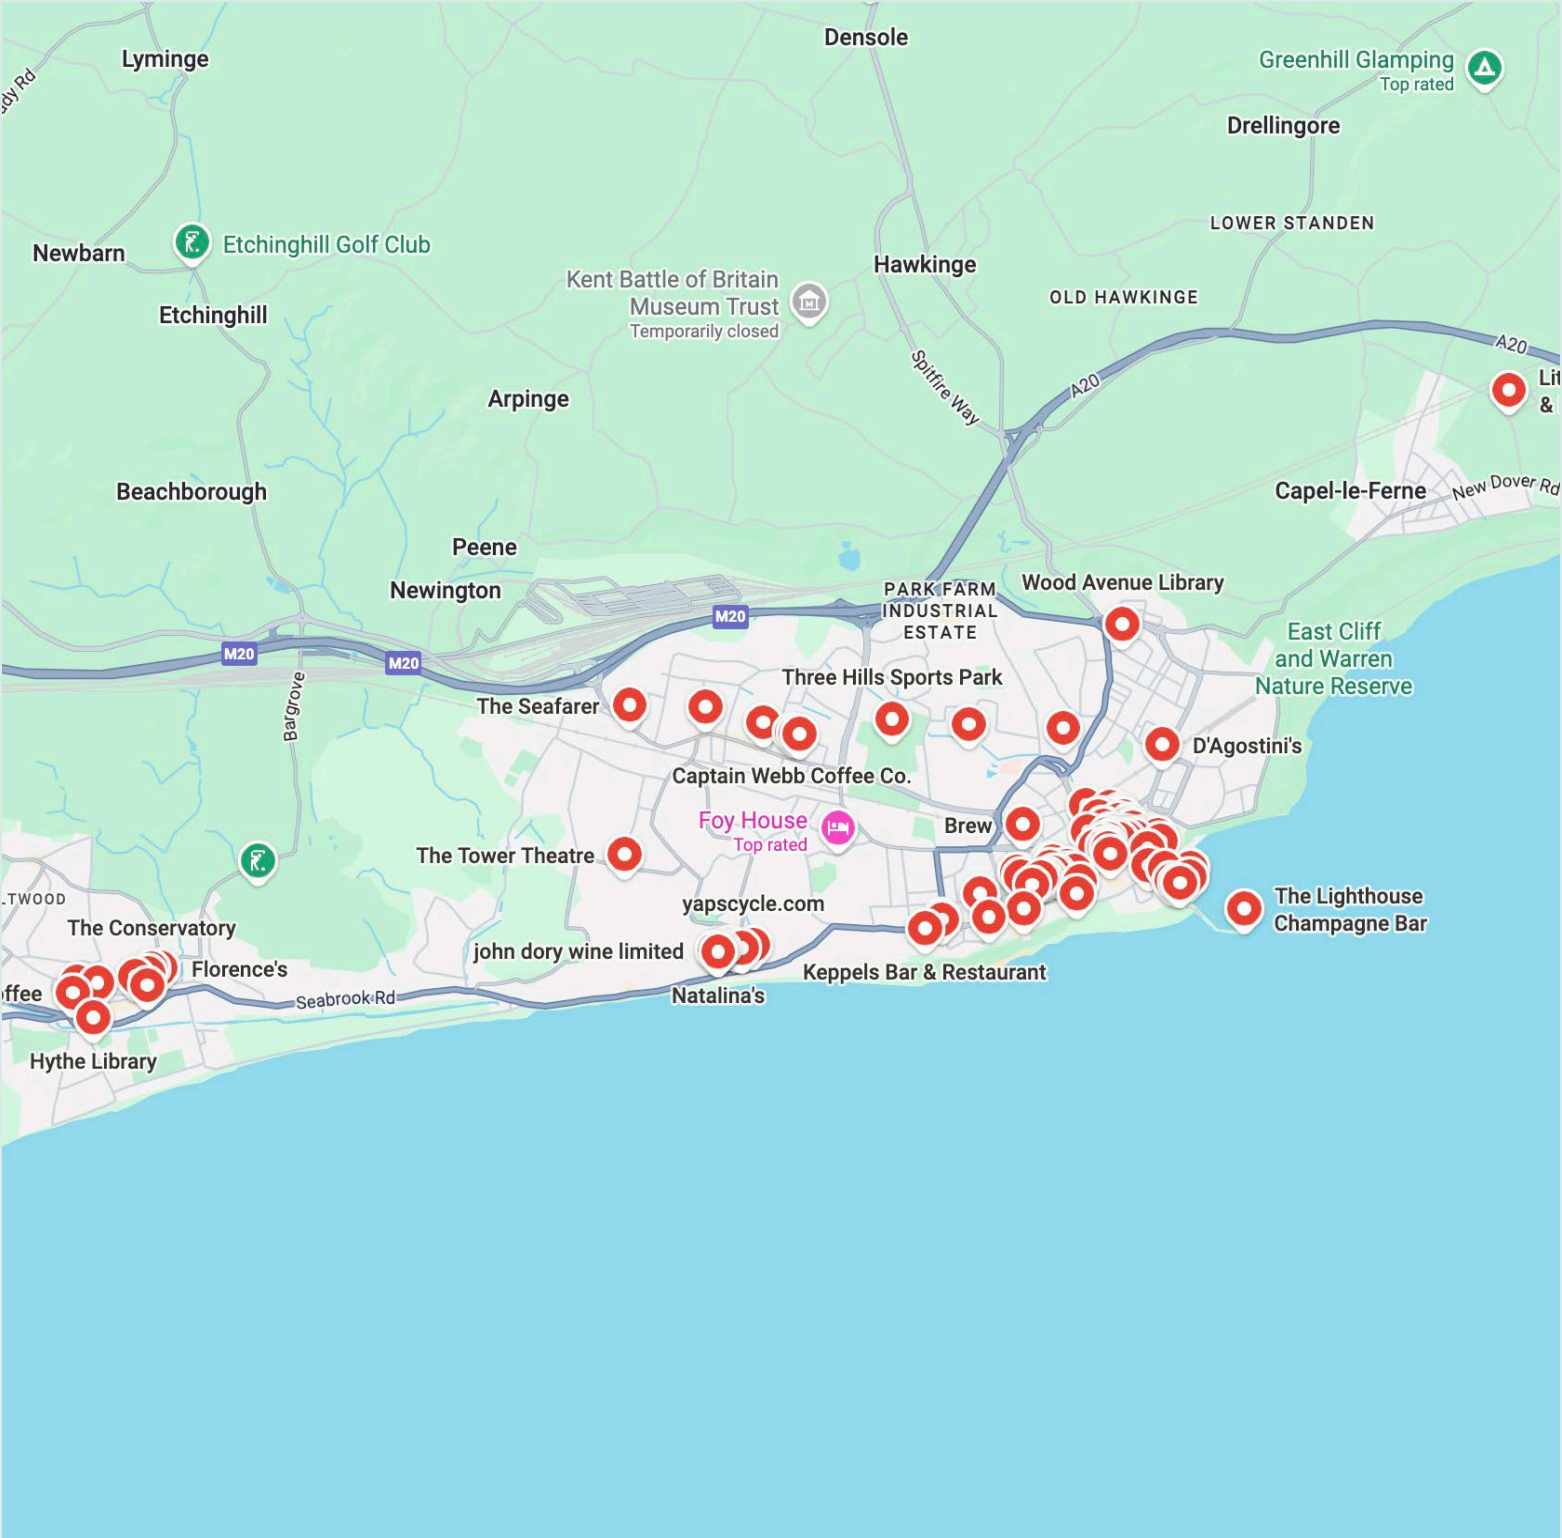 Lyminge
Densole
Greenhill Glamping
Top rated
Drellingore
LOWER STANDEN
Newbarn
Etchinghill Golf Club
Etchinghill
Kent Battle of Britain
Museum Trust
Temporarily closed
Hawkinge
OLD HAWKINGE
A20
A20
Spitfire Way
Arpinge
Beachborough
Capel-le-Ferne
New Dover Rd
Peene
Newington
PARK FARM
INDUSTRIAL
ESTATE
Wood Avenue Library
M20
M20
M20
East Cliff
and Warren
Nature Reserve
Bargrove
The Seafarer
Three Hills Sports Park
D'Agostini's
Captain Webb Coffee Co.
Foy House
Top rated
Brew
The Tower Theatre
yapscycle.com
The Lighthouse
Champagne Bar
The Conservatory
Florence's
john dory wine limited
Keppels Bar & Restaurant
Natalina's
Seabrook Rd
Hythe Library